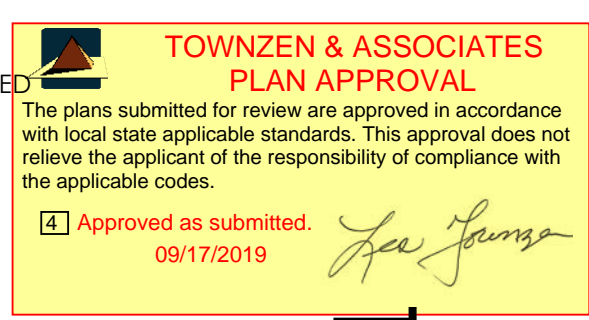 TOWNZEN & ASSOCIATES
PLAN APPROVAL
ED
The plans submitted for review are approved in accordance
with local state applicable standards. This approval does not
relieve the applicant of the responsibility of compliance with
the applicable codes.
4 Approved as submitted.
09/17/2019